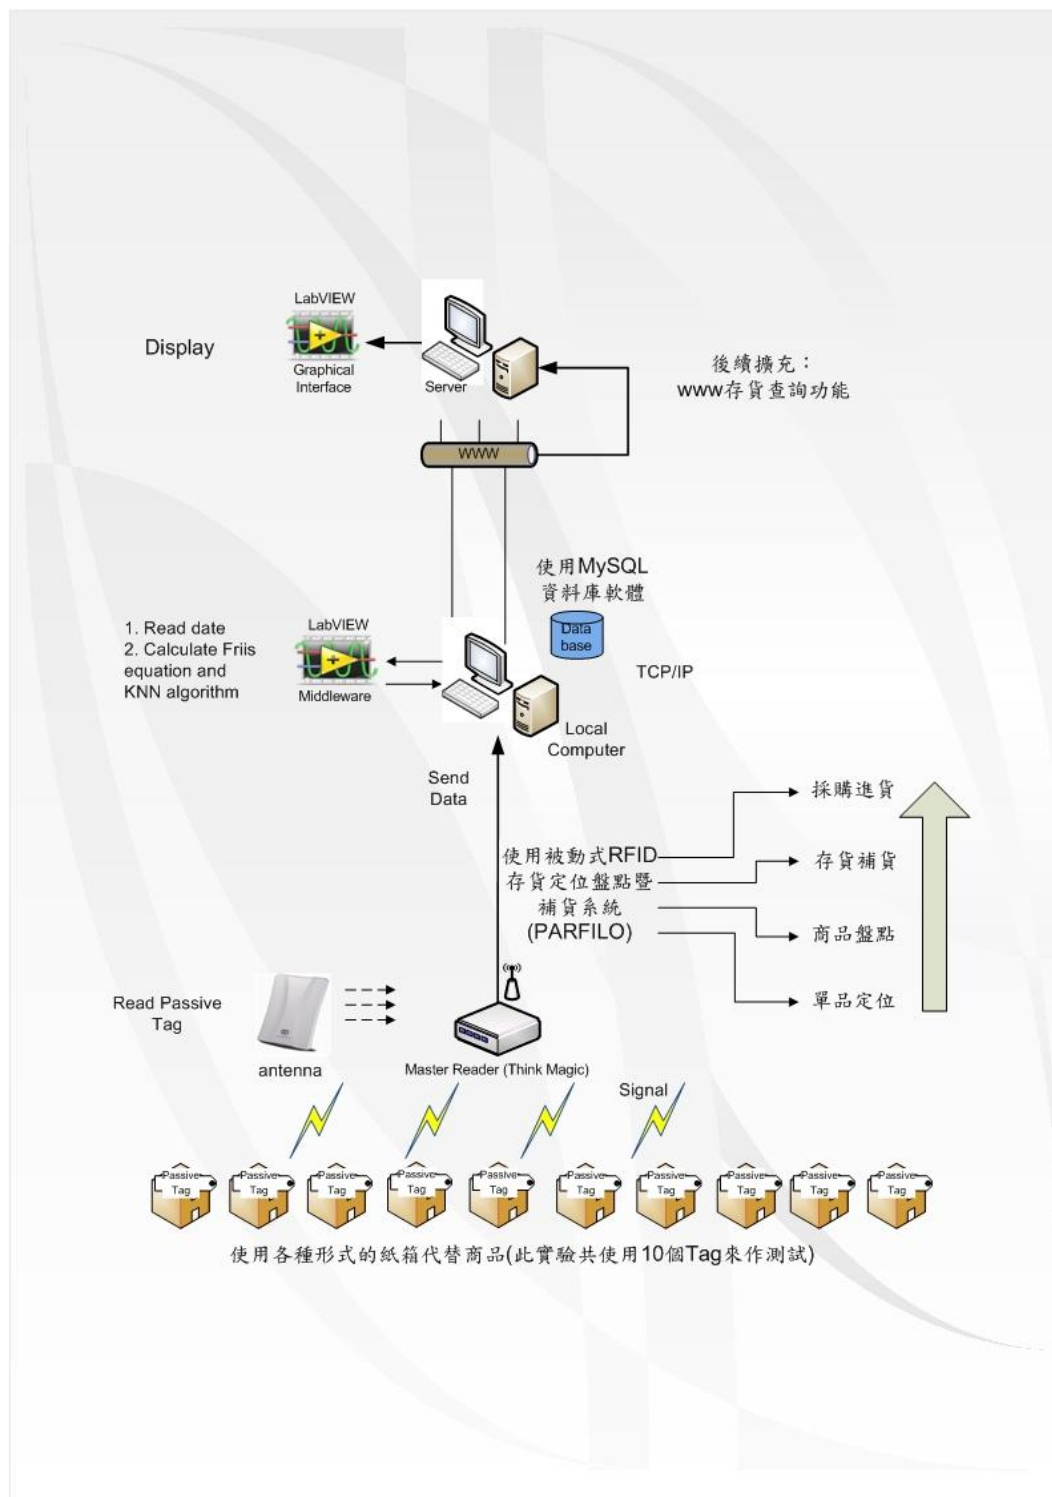 LabVIEW
Display
Graphical
Interface
Server
後續擴充：
www存貨查詢功能
WWW
使用MySQL
資料庫軟體
Data
base
1. Read date
2. Calculate Friis
equation and
KNN algorithm
LabVIEW
Middleware
TCP/IP
Local
Computer
Send
Data
採購進貨
使用被動式RFID
存貨定位盤點暨
補貨系統
(PARFILO)
存貨補貨
商品盤點
單品定位
Read Passive
Tag
antenna
Master Reader (Think Magic)
Signal
Passive
Tag
Passive
Tag
Passive
Tag
Passive
Tag
Passive
Tag
Passive
Tag
Passive
Tag
Passive
Tag
Passive
Tag
Passive
Tag
使用各種形式的紙箱代替商品(此實驗共使用10個Tag來作測試)